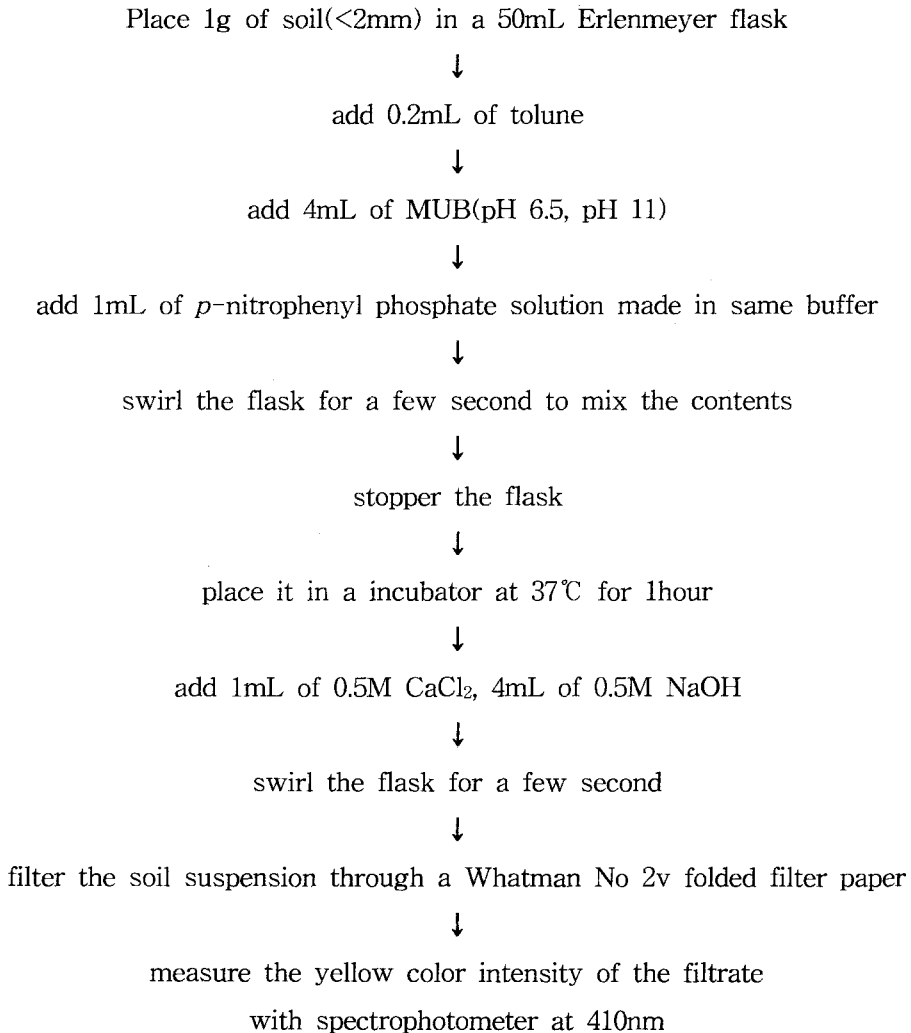 Place 1g of soil(<2mm) in a 50mL Erlenmeyer flask
↓
add 0.2mL of tolune
↓
add 4mL of MUB(pH 6.5, pH 11)
↓
add 1mL of p-nitrophenyl phosphate solution made in same buffer
↓
swirl the flask for a few second to mix the contents
↓
stopper the flask
↓
place it in a incubator at 37℃ for 1hour
↓
add 1mL of 0.5M CaCl₂, 4mL of 0.5M NaOH
↓
swirl the flask for a few second
↓
filter the soil suspension through a Whatman No 2v folded filter paper
↓
measure the yellow color intensity of the filtrate
with spectrophotometer at 410nm